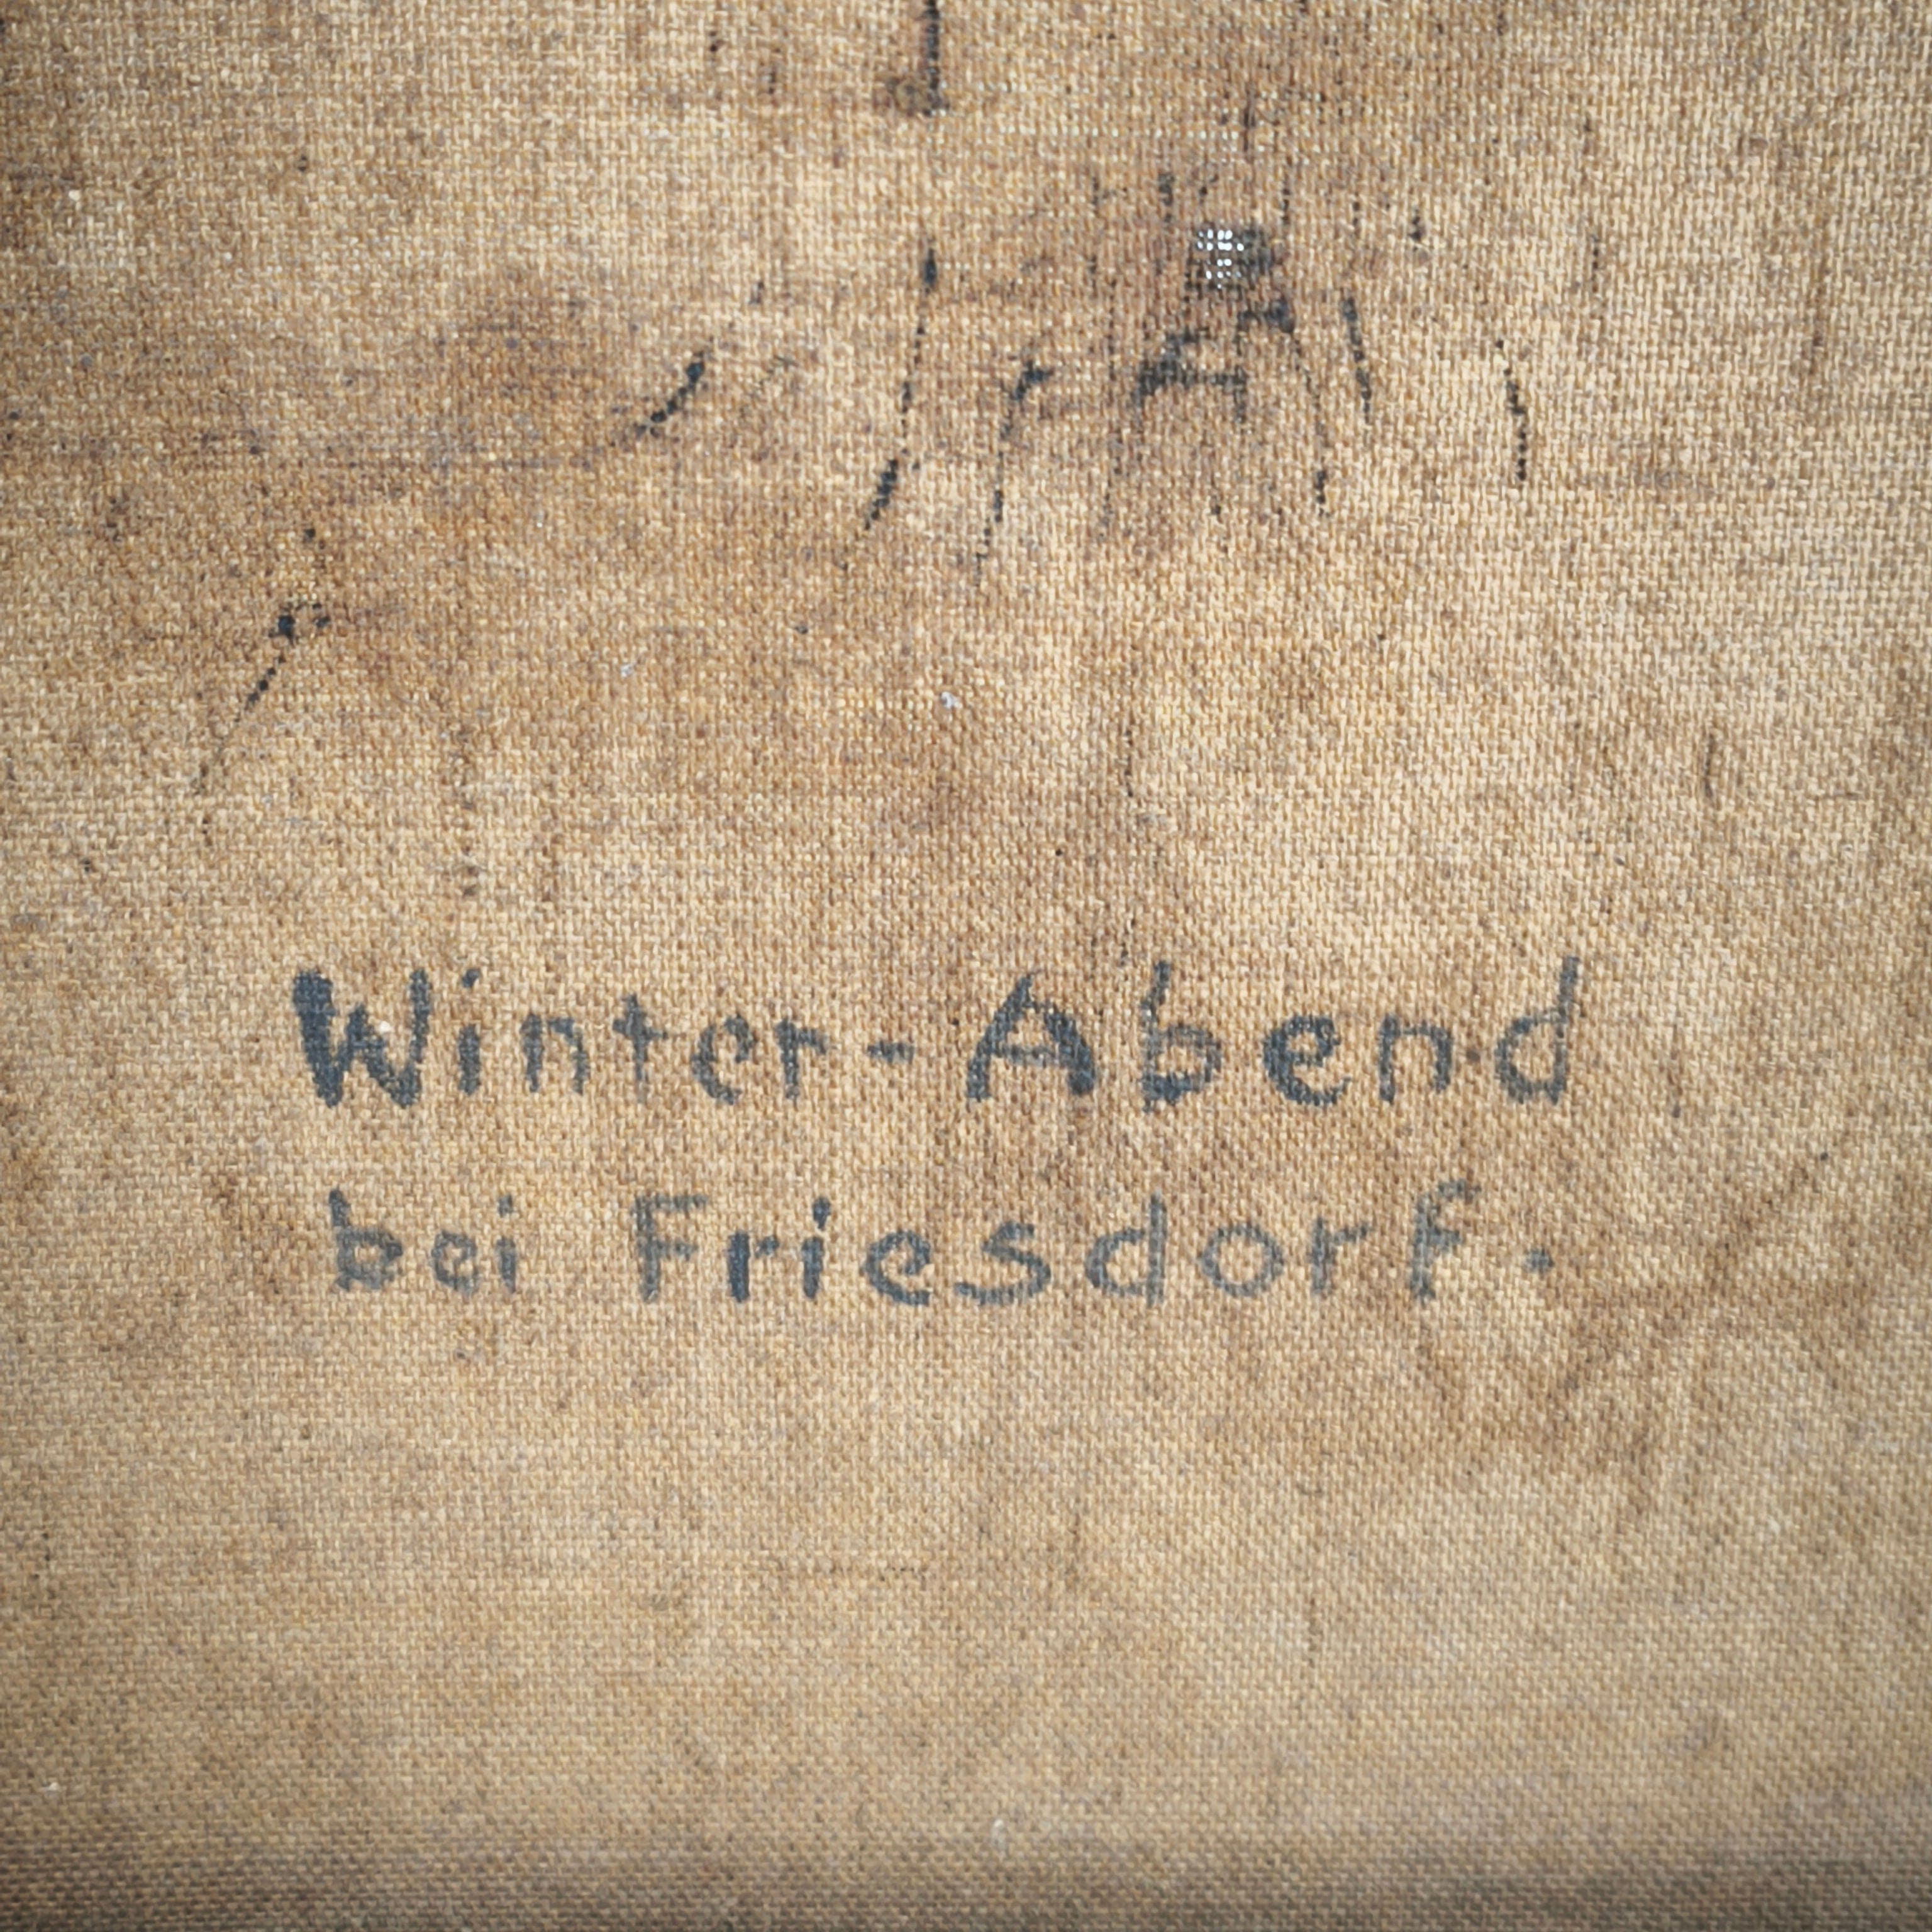 Winter-Abend
bei Friesdorf.